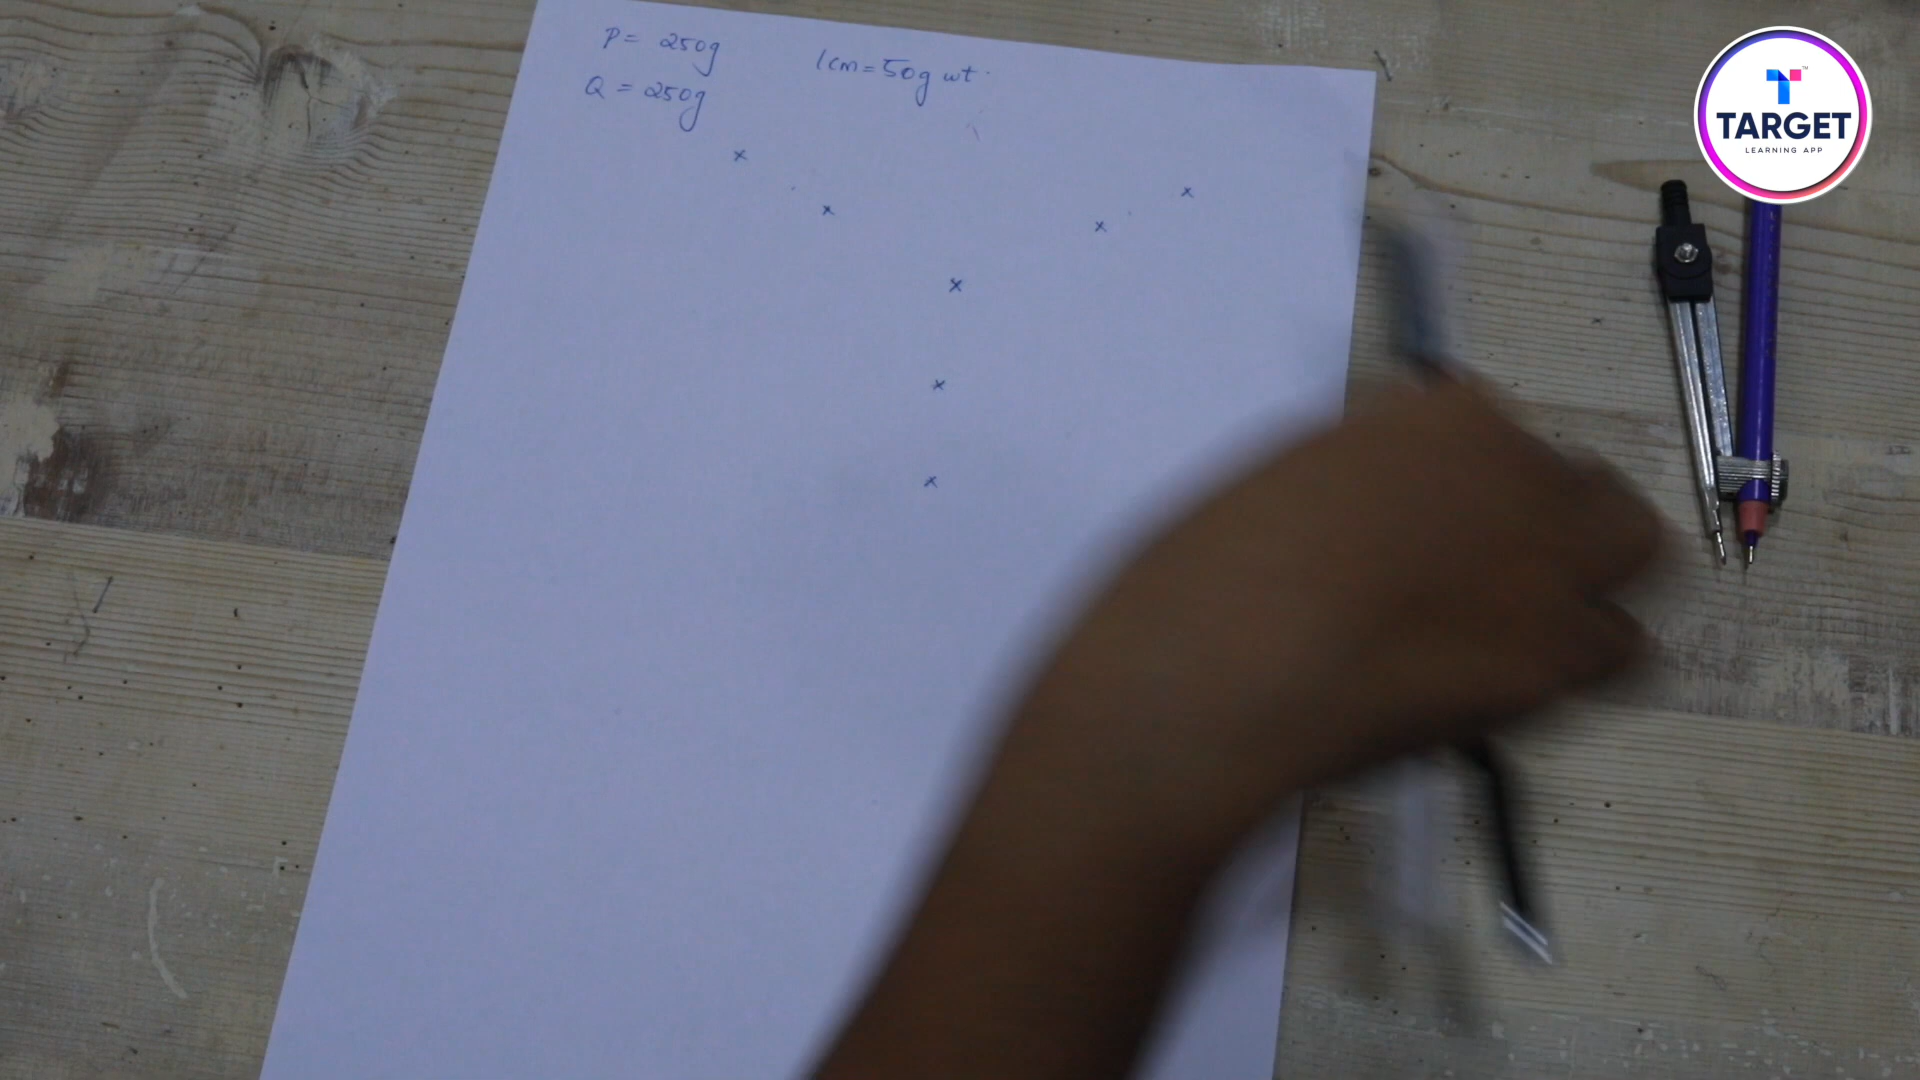 P = 250g
1cm = 50g wt.
Q = 250g
TARGET
LEARNING APP